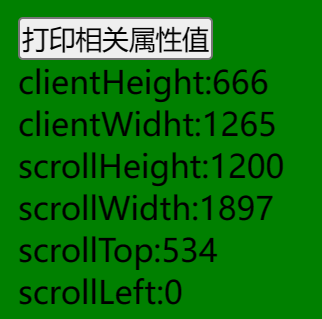 打印相关属性值
clientHeight:666
clientWidht:1265
scrollHeight:1200
scrollWidth:1897
scrollTop:534
scrollLeft:0